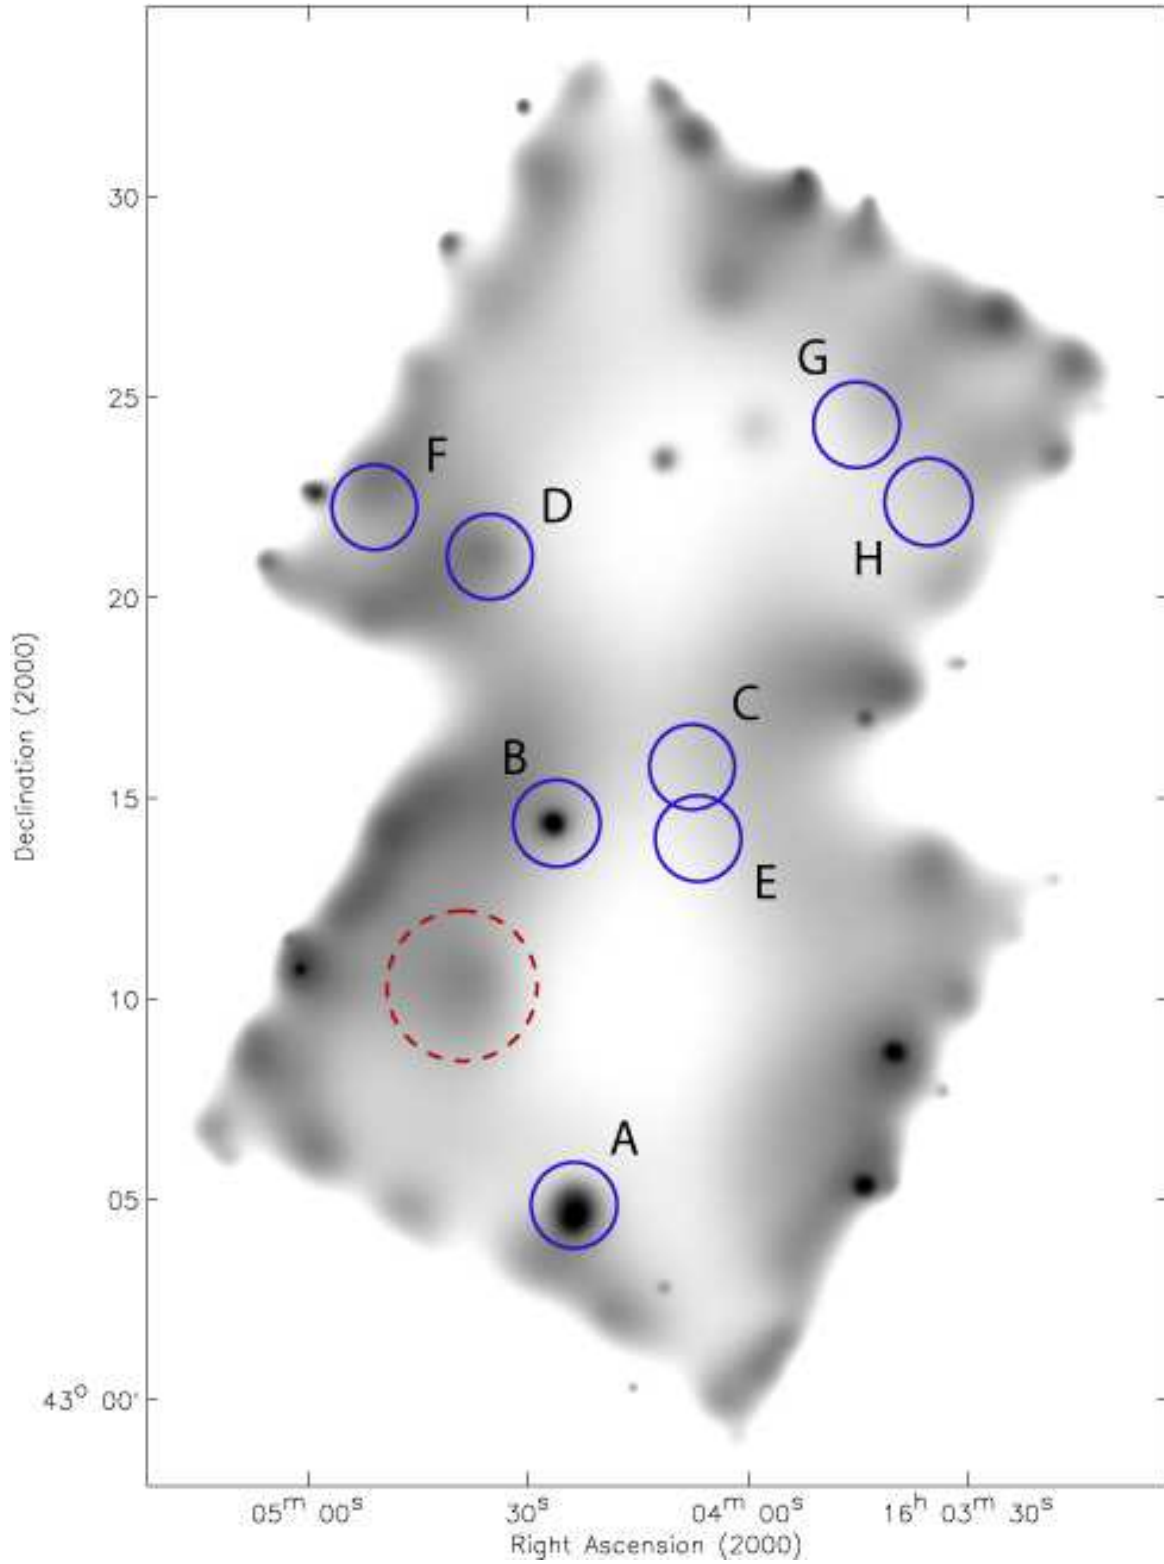 30
G
25
F
D
H
20
C
B
15
E
10
A
05
43° 00'
05ᵐ 00ˢ 30ˢ 04ᵐ 00ˢ 16ʰ 03ᵐ 30ˢ
Right Ascension (2000)
Declination (2000)